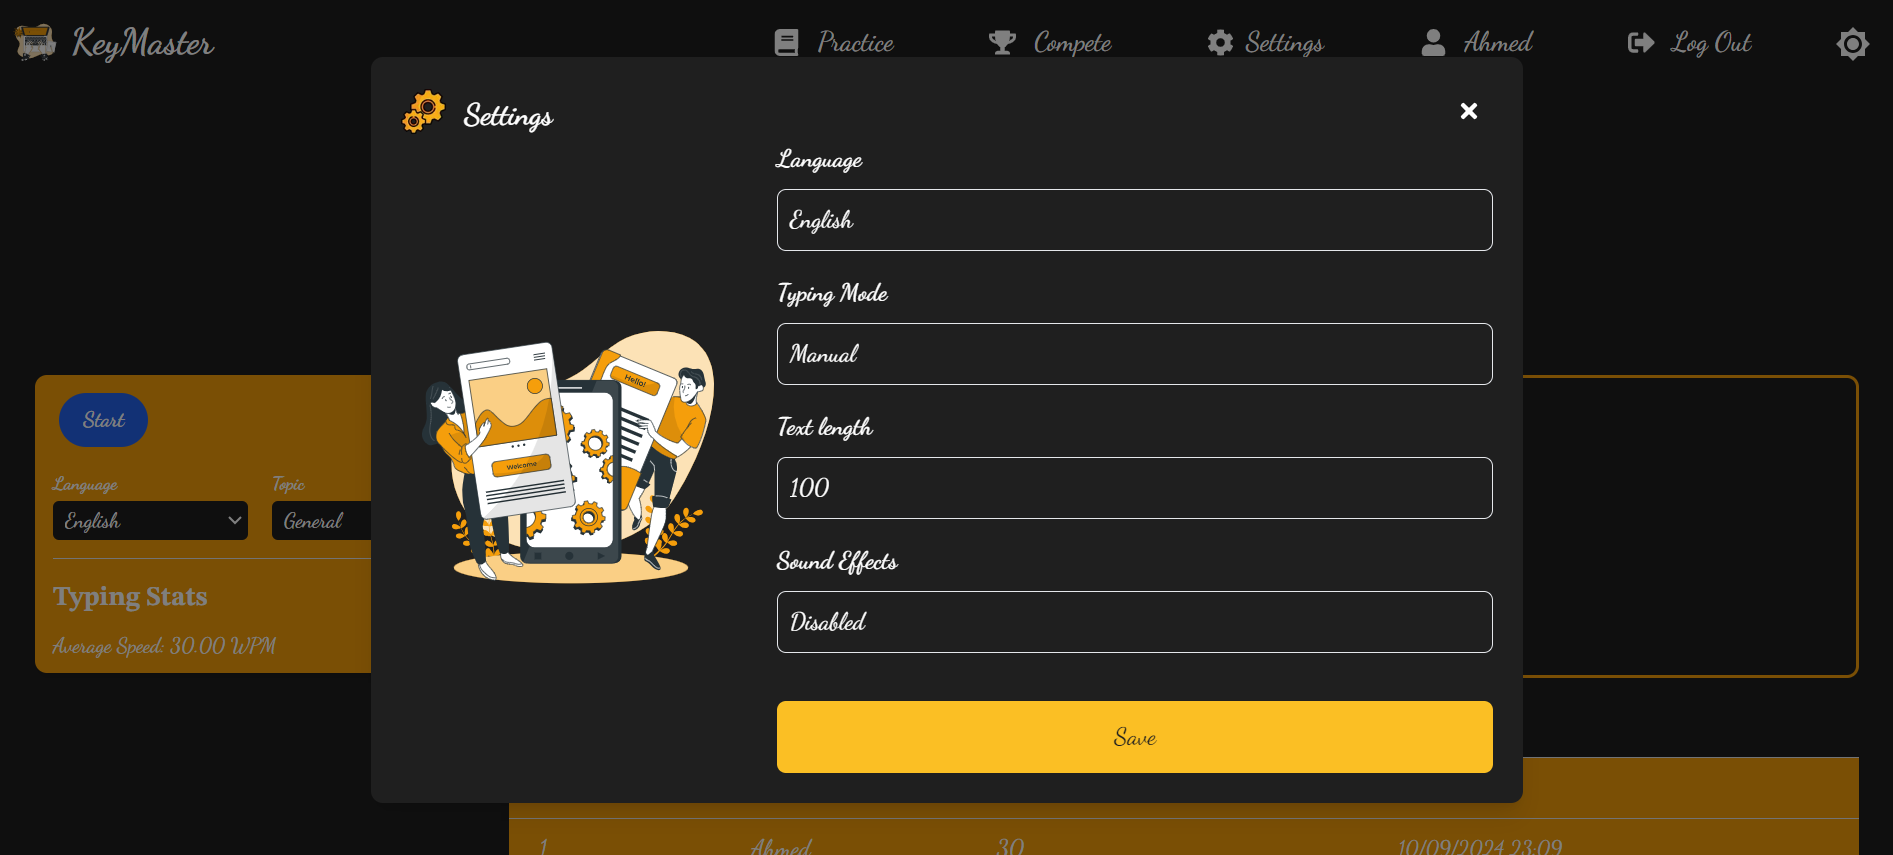 KeyMaster
Practice
Compete
Settings
Ahmed
Log Out
Settings
Language
English
Typing Mode
Manual
Text length
100
Sound Effects
Disabled
Save
Hello!
Welcome
Start
Language
Topic
English
General
Typing Stats
Average Speed: 30.00 WPM
1 Ahmed 30 10/09/2024 23:09